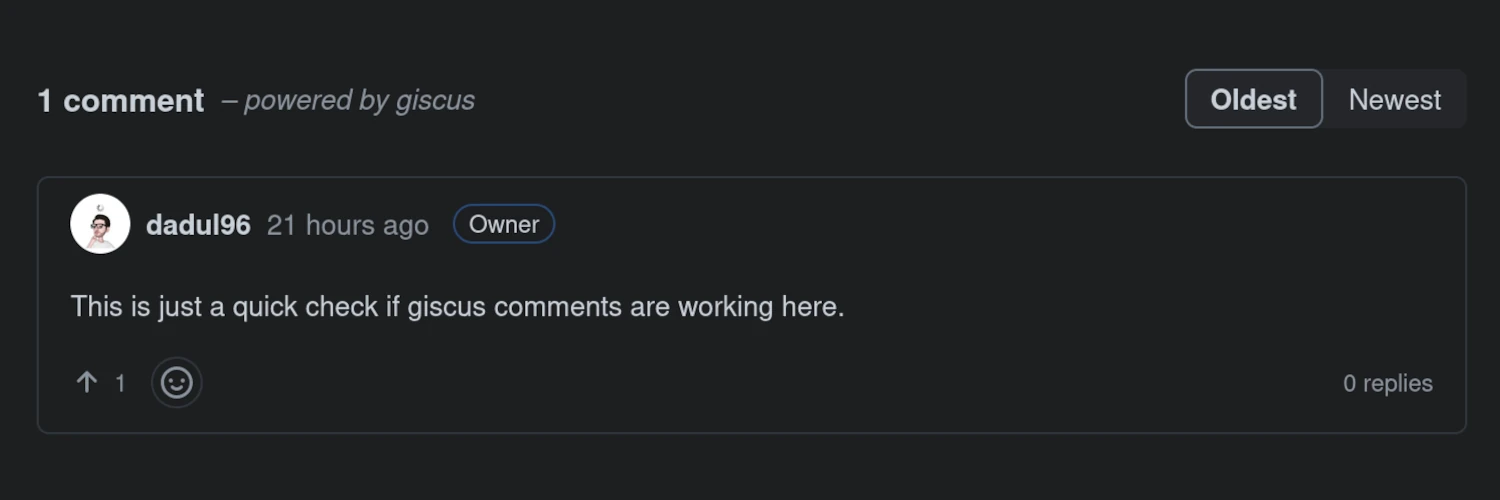 1 comment – powered by giscus
Oldest Newest
dadul96 21 hours ago Owner
This is just a quick check if giscus comments are working here.
1
0 replies